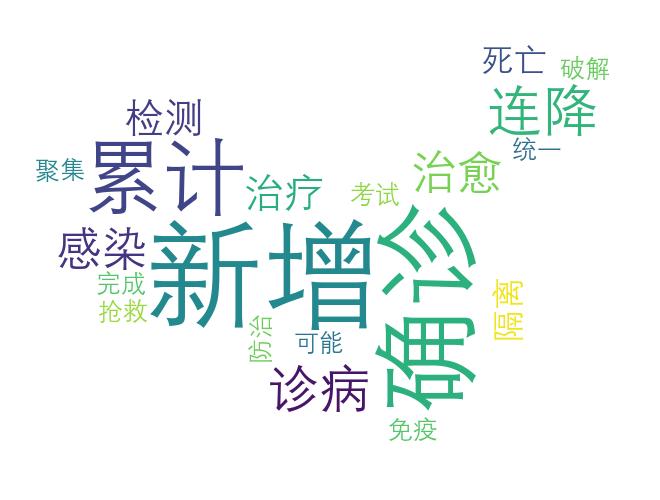 死亡
破解
连降
检测
统一
累计
聚集
治愈
治疗
考试
新增
确诊
感染
完成
隔离
抢救
防治
可能
诊病
免疫